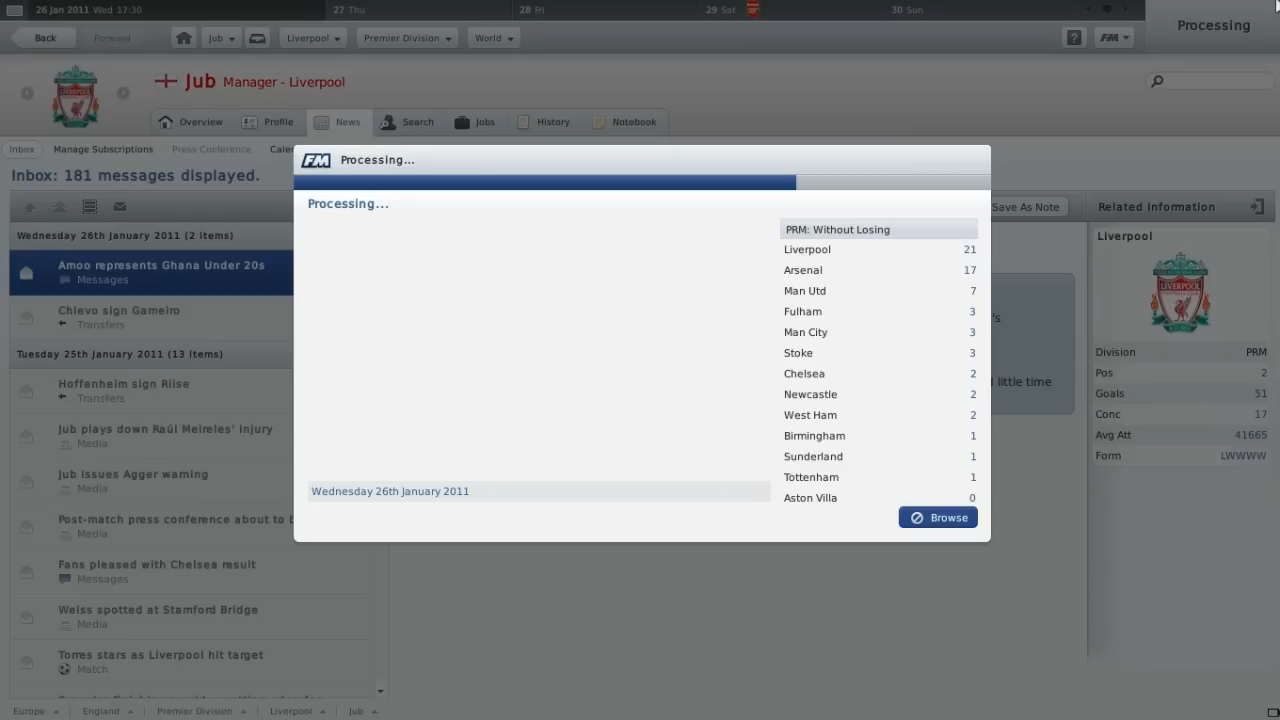 26 Jan 2011 Wed 17:30
27 Thu
28 Fri
29 Sat
30 Sun
Processing
Back
Forward
Jub
Liverpool
Premier Division
World
?
FM
Jub Manager - Liverpool
Overview
Profile
News
Search
Jobs
History
Notebook
Inbox
Manage Subscriptions
Press Conference
Inbox: 181 messages displayed.
Save As Note
Related Information
Wednesday 26th January 2011 (2 items)
Amoo represents Ghana Under 20s
Messages
Chievo sign Gameiro
Transfers
Tuesday 25th January 2011 (13 items)
Hoffenheim sign Riise
Transfers
Jub plays down Raúl Meireles' injury
Media
Jub issues Agger warning
Media
Post-match press conference about to b
Media
Fans pleased with Chelsea result
Messages
Weiss spotted at Stamford Bridge
Media
Torres stars as Liverpool hit target
Match
FM Processing...
Processing...
PRM: Without Losing
Liverpool 21
Arsenal 17
Man Utd 7
Fulham 3
Man City 3
Stoke 3
Chelsea 2
Newcastle 2
West Ham 2
Birmingham 1
Sunderland 1
Tottenham 1
Aston Villa 0
Wednesday 26th January 2011
Browse
's
little time
Liverpool
Division PRM
Pos 2
Goals 51
Conc 17
Avg Att 41665
Form LWWWW
Europe
England
Premier Division
Liverpool
Jub